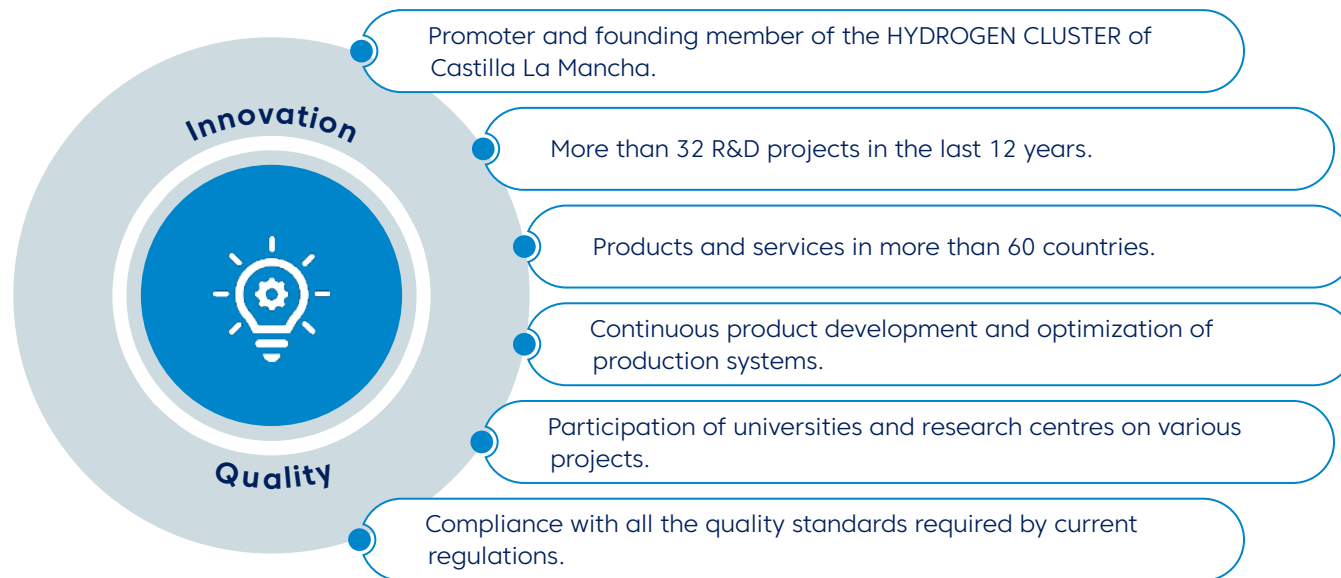 Innovation
Quality
Promoter and founding member of the HYDROGEN CLUSTER of
Castilla La Mancha.
More than 32 R&D projects in the last 12 years.
Products and services in more than 60 countries.
Continuous product development and optimization of
production systems.
Participation of universities and research centres on various
projects.
Compliance with all the quality standards required by current
regulations.